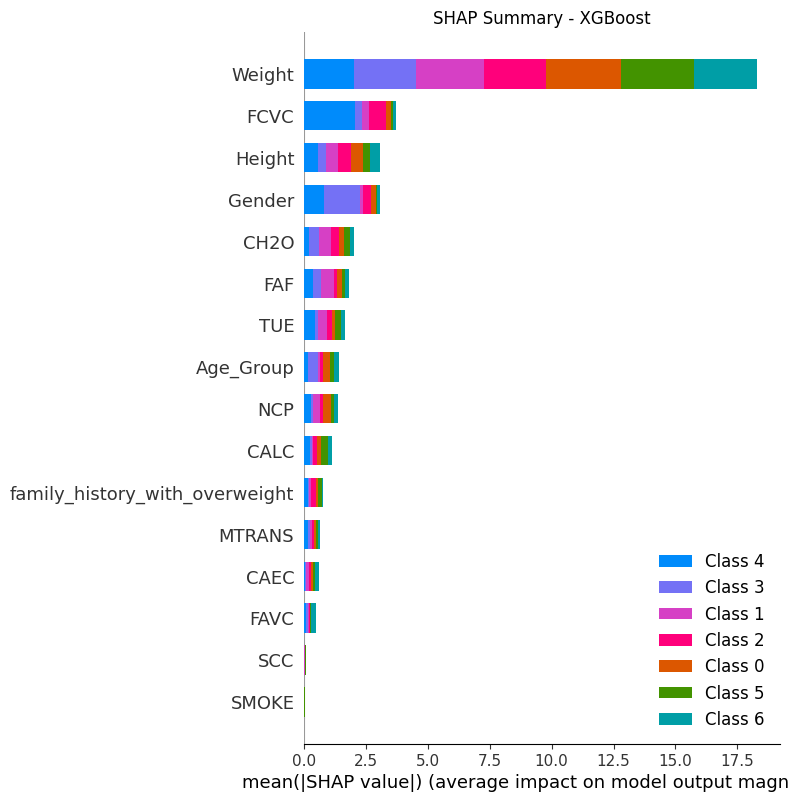 SHAP Summary - XGBoost
Weight
FCVC
Height
Gender
CH2O
FAF
TUE
Age_Group
NCP
CALC
family_history_with_overweight
MTRANS
CAEC
FAVC
SCC
SMOKE
Class 4
Class 3
Class 1
Class 2
Class 0
Class 5
Class 6
0.0 2.5 5.0 7.5 10.0 12.5 15.0 17.5
mean(|SHAP value|) (average impact on model output magn